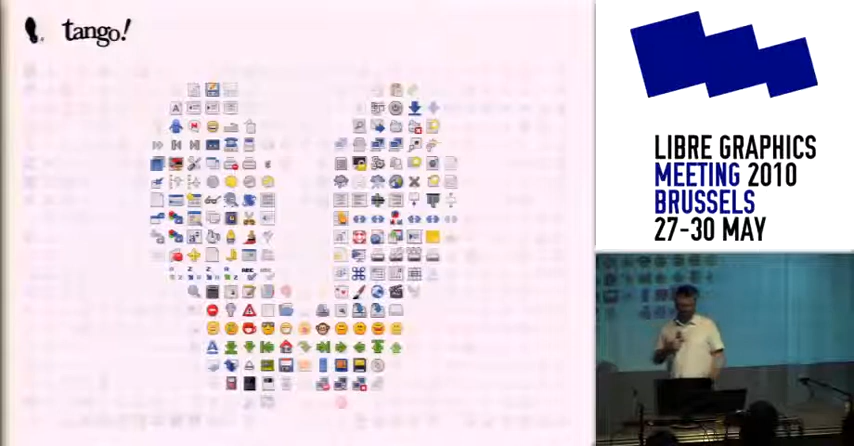 tango!
LIBRE GRAPHICS
MEETING 2010
BRUSSELS
27-30 MAY